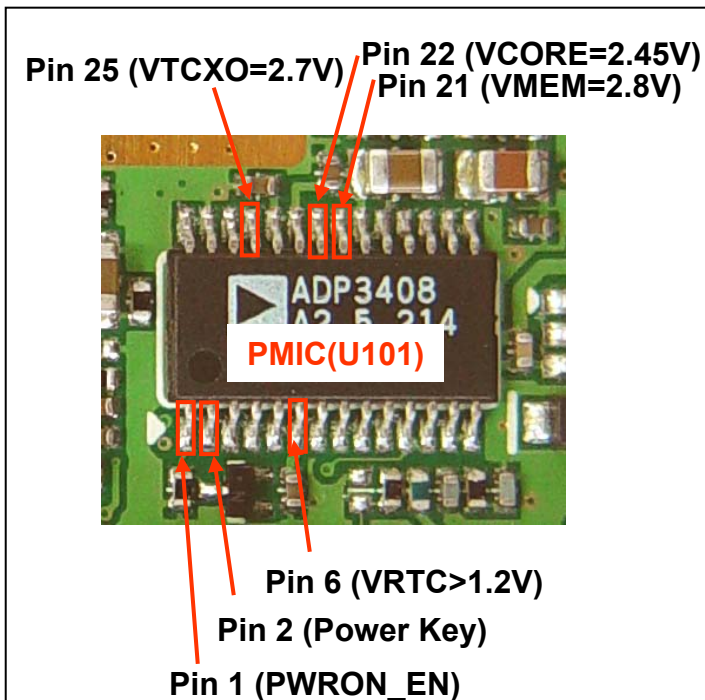 Pin 25 (VTCXO=2.7V)
Pin 22 (VCORE=2.45V)
Pin 21 (VMEM=2.8V)
ADP3408
A2.5 214
PMIC(U101)
Pin 6 (VRTC>1.2V)
Pin 2 (Power Key)
Pin 1 (PWRON_EN)